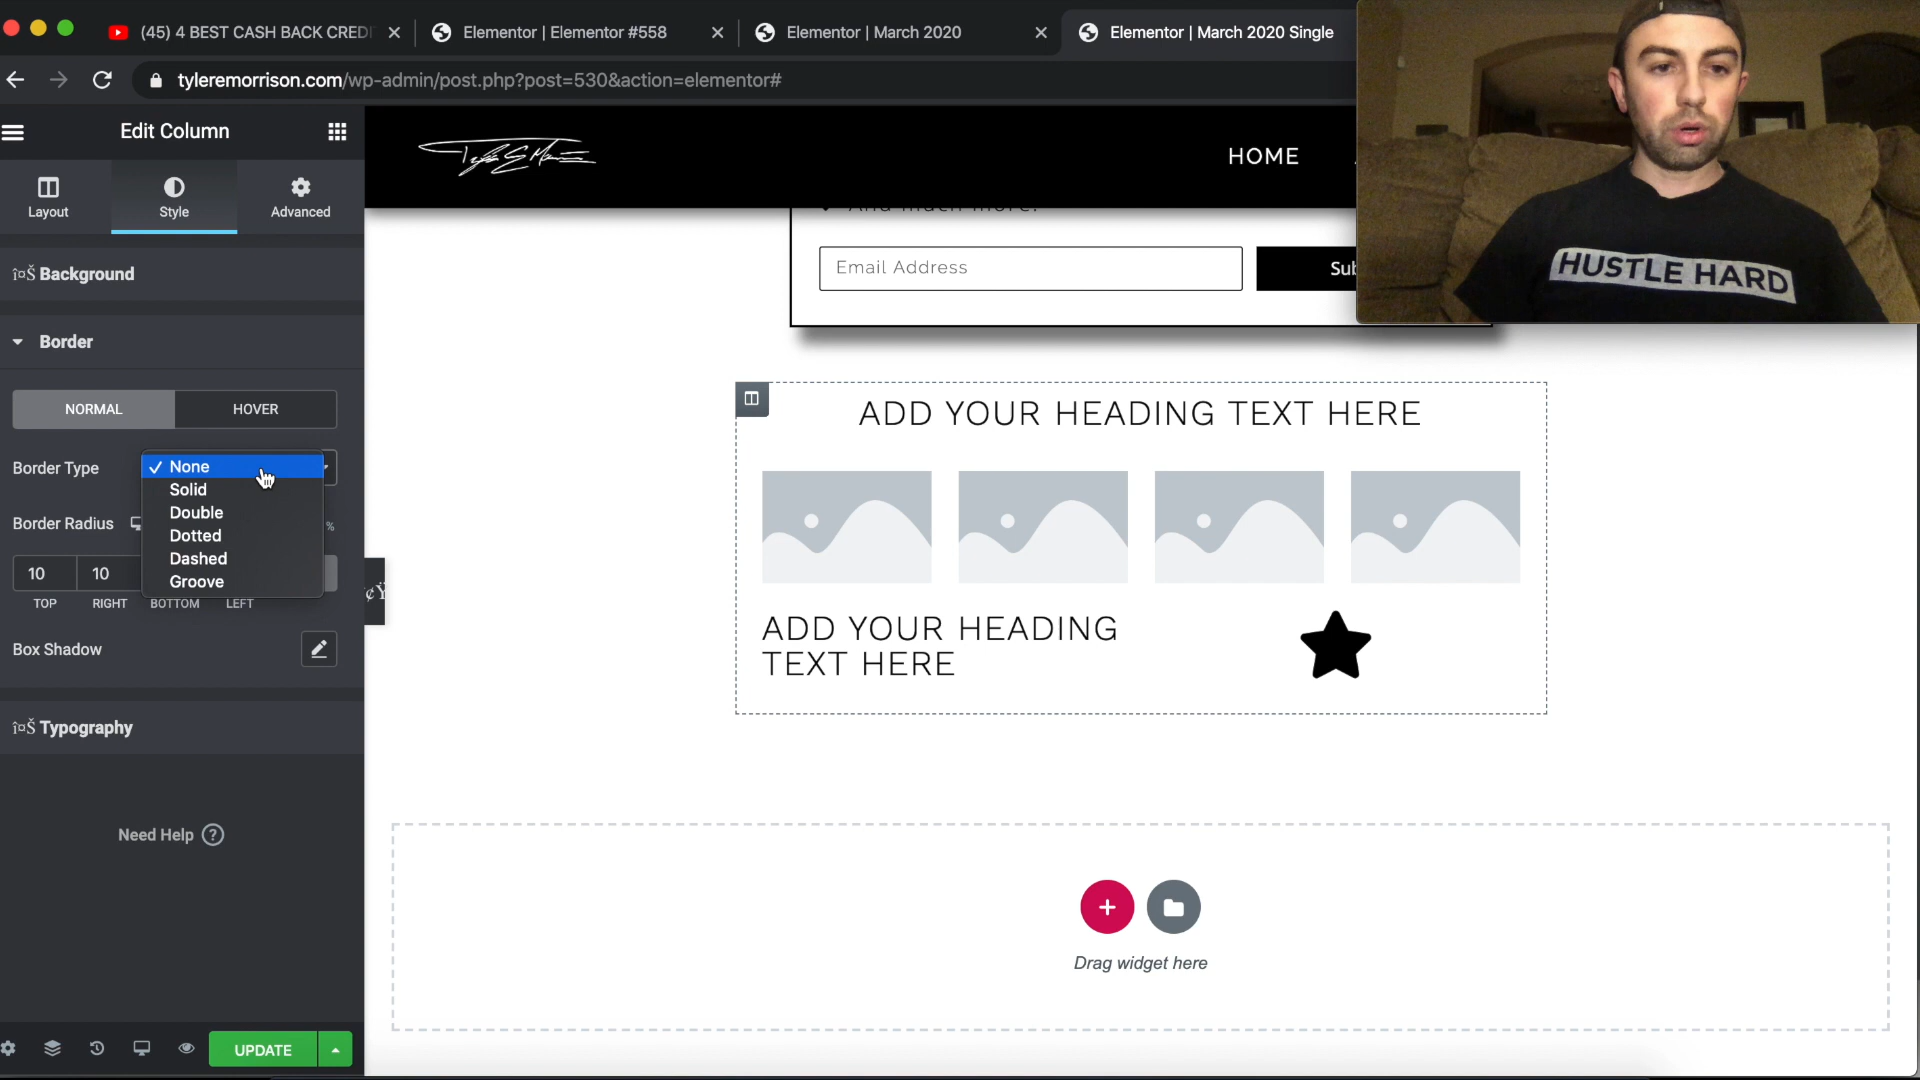 (45) 4 BEST CASH BACK CREDI
Elementor | Elementor #558
Elementor | March 2020
Elementor | March 2020 Single
tyleremorrison.com/wp-admin/post.php?post=530&action=elementor#
Edit Column
Layout
Style
Advanced
î¤Š Background
Border
NORMAL
HOVER
Border Type
None
Solid
Double
Dotted
Dashed
Groove
Border Radius
%
10
10
TOP
RIGHT
BOTTOM
LEFT
Box Shadow
î¤Š Typography
Need Help
UPDATE
HOME
And much more!
Email Address
Sub
HUSTLE HARD
ADD YOUR HEADING TEXT HERE
ADD YOUR HEADING
TEXT HERE
Drag widget here